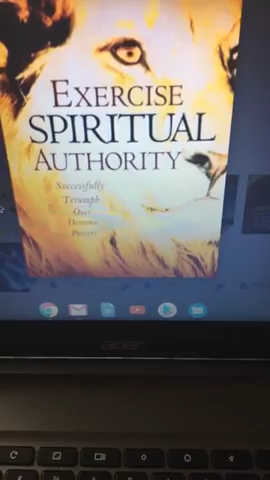 EXERCISE
SPIRITUAL
AUTHORITY
Successfully
Triumph
Over
Demonic
Powers
acer